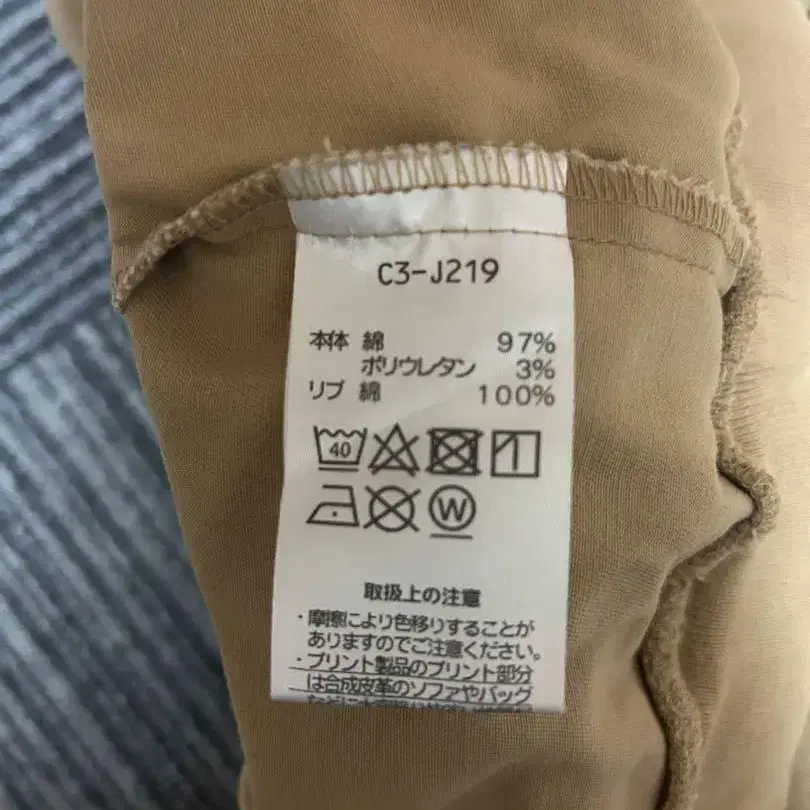 C3-J219
本体 綿 97%
ポリウレタン 3%
リブ 綿 100%
40
W
取扱上の注意
・摩擦により色移りすることが
ありますのでご注意ください。
・プリント製品のプリント部分
は合成皮革のソファやバッグ